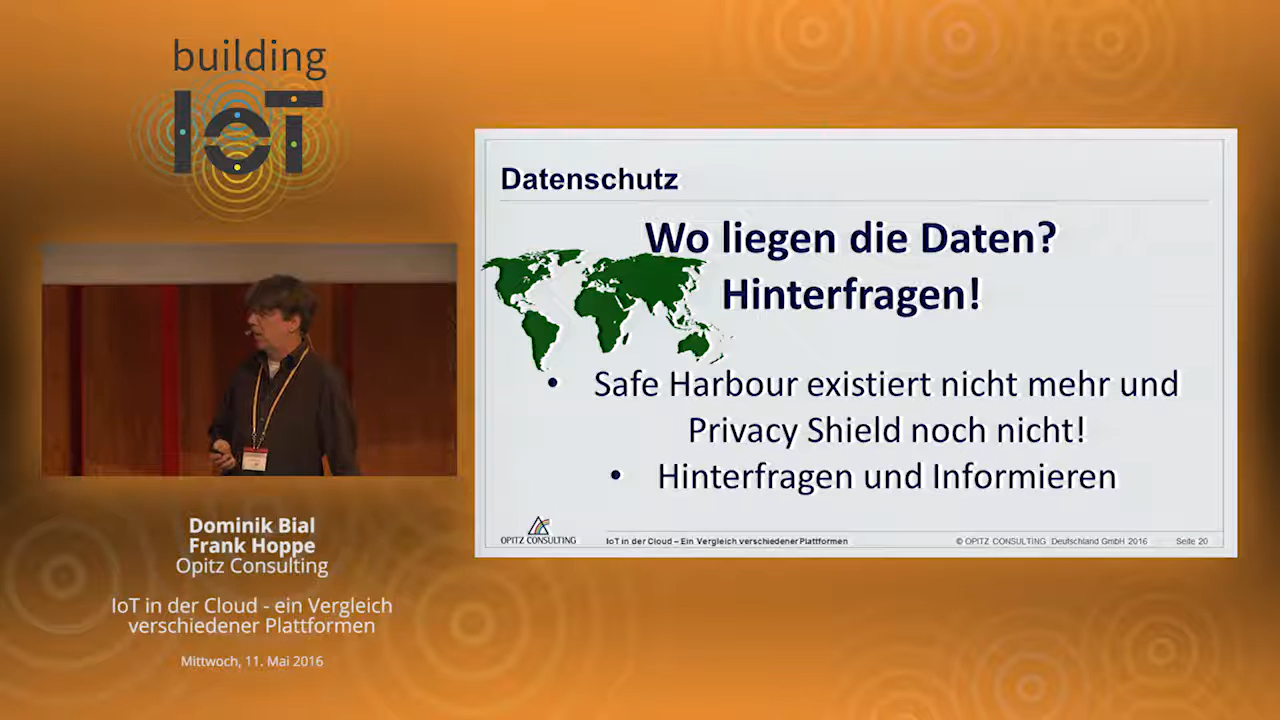 building
IoT
Datenschutz
Wo liegen die Daten?
Hinterfragen!
• Safe Harbour existiert nicht mehr und
Privacy Shield noch nicht!
• Hinterfragen und Informieren
OPITZ CONSULTING
IoT in der Cloud – Ein Vergleich verschiedener Plattformen
© OPITZ CONSULTING Deutschland GmbH 2016
Seite 20
Dominik Bial
Frank Hoppe
Opitz Consulting
IoT in der Cloud - ein Vergleich
verschiedener Plattformen
Mittwoch, 11. Mai 2016